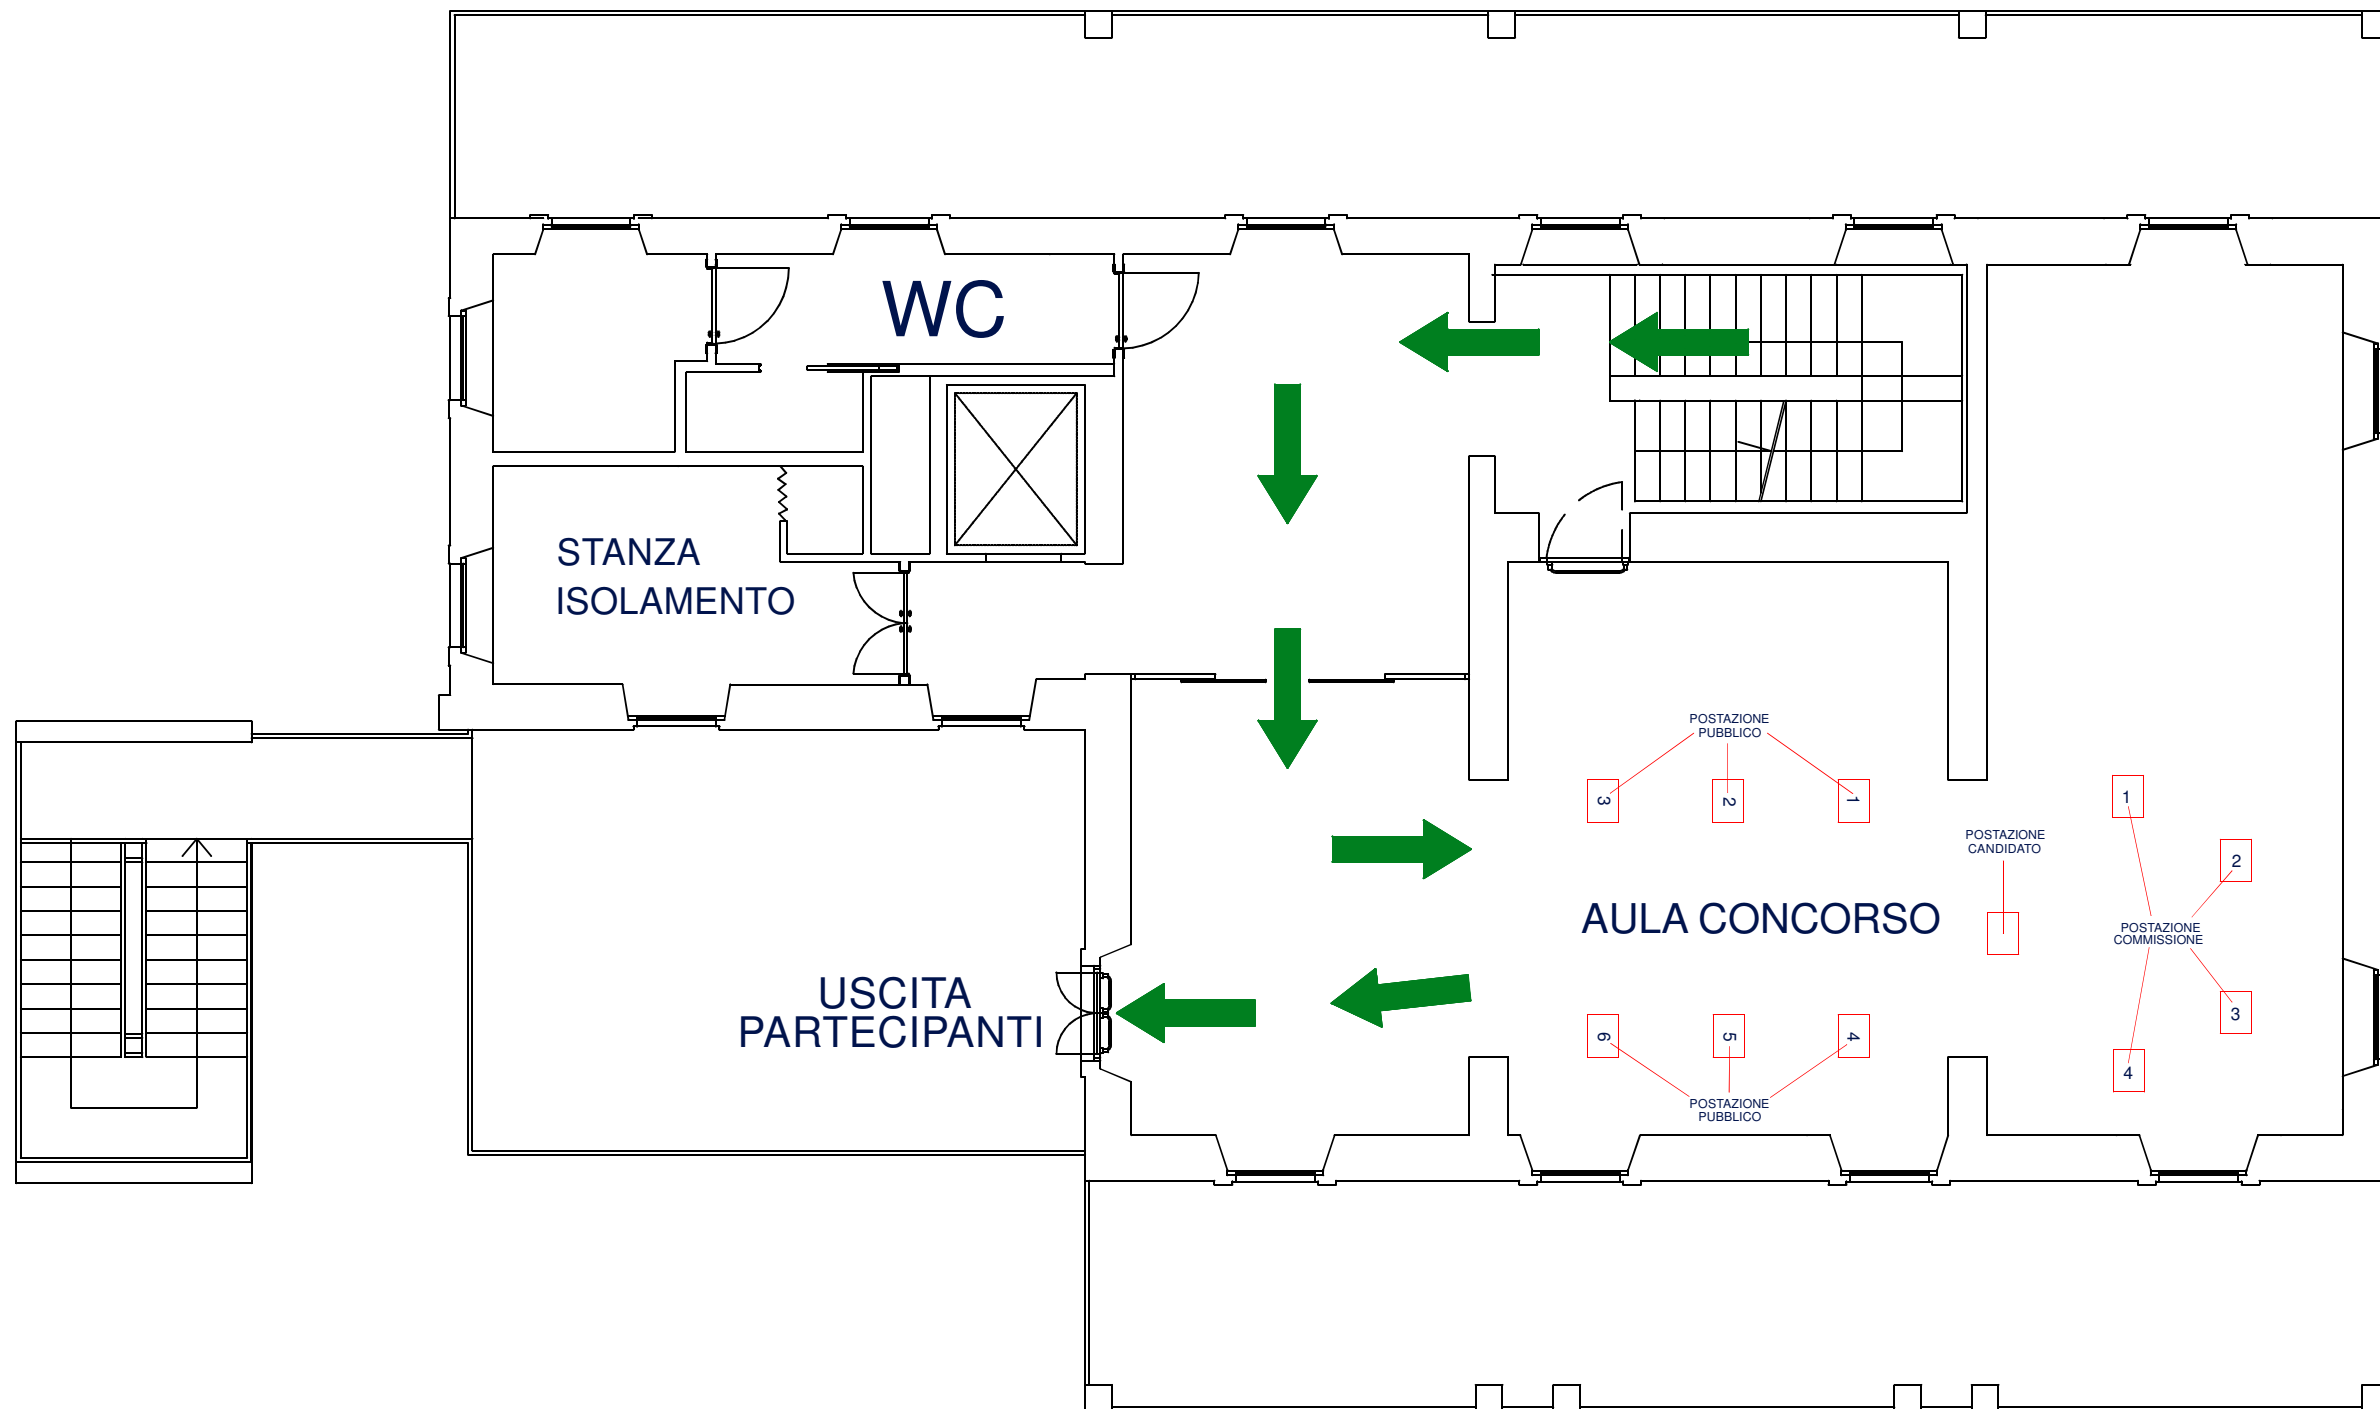 WC
STANZA
ISOLAMENTO
POSTAZIONE
PUBBLICO
3
2
1
POSTAZIONE
CANDIDATO
1
2
POSTAZIONE
COMMISSIONE
3
4
AULA CONCORSO
USCITA
PARTECIPANTI
6
5
4
POSTAZIONE
PUBBLICO